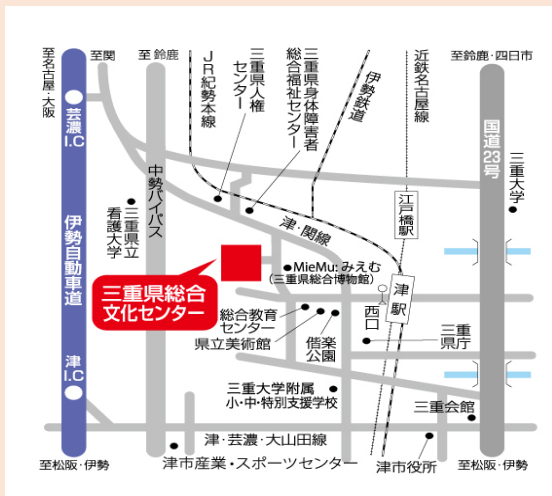 至名古屋・大阪
至関
至 鈴鹿
JR紀勢本線
三重県人権
センター
三重県身体障害者
総合福祉センター
伊勢鉄道
近鉄名古屋線
至鈴鹿・四日市
芸濃
I.C
中勢バイパス
国道23号
三重大学
三重県立
看護大学
江戸橋駅
津・関線
伊勢自動車道
MieMu:みえむ
(三重県総合博物館)
三重県総合
文化センター
津駅
西口
総合教育
センター
県立美術館
偕楽
公園
三重
県庁
津
I.C
三重大学附属
小・中・特別支援学校
三重会館
津・芸濃・大山田線
至松阪・伊勢
津市産業・スポーツセンター
津市役所
至松阪・伊勢